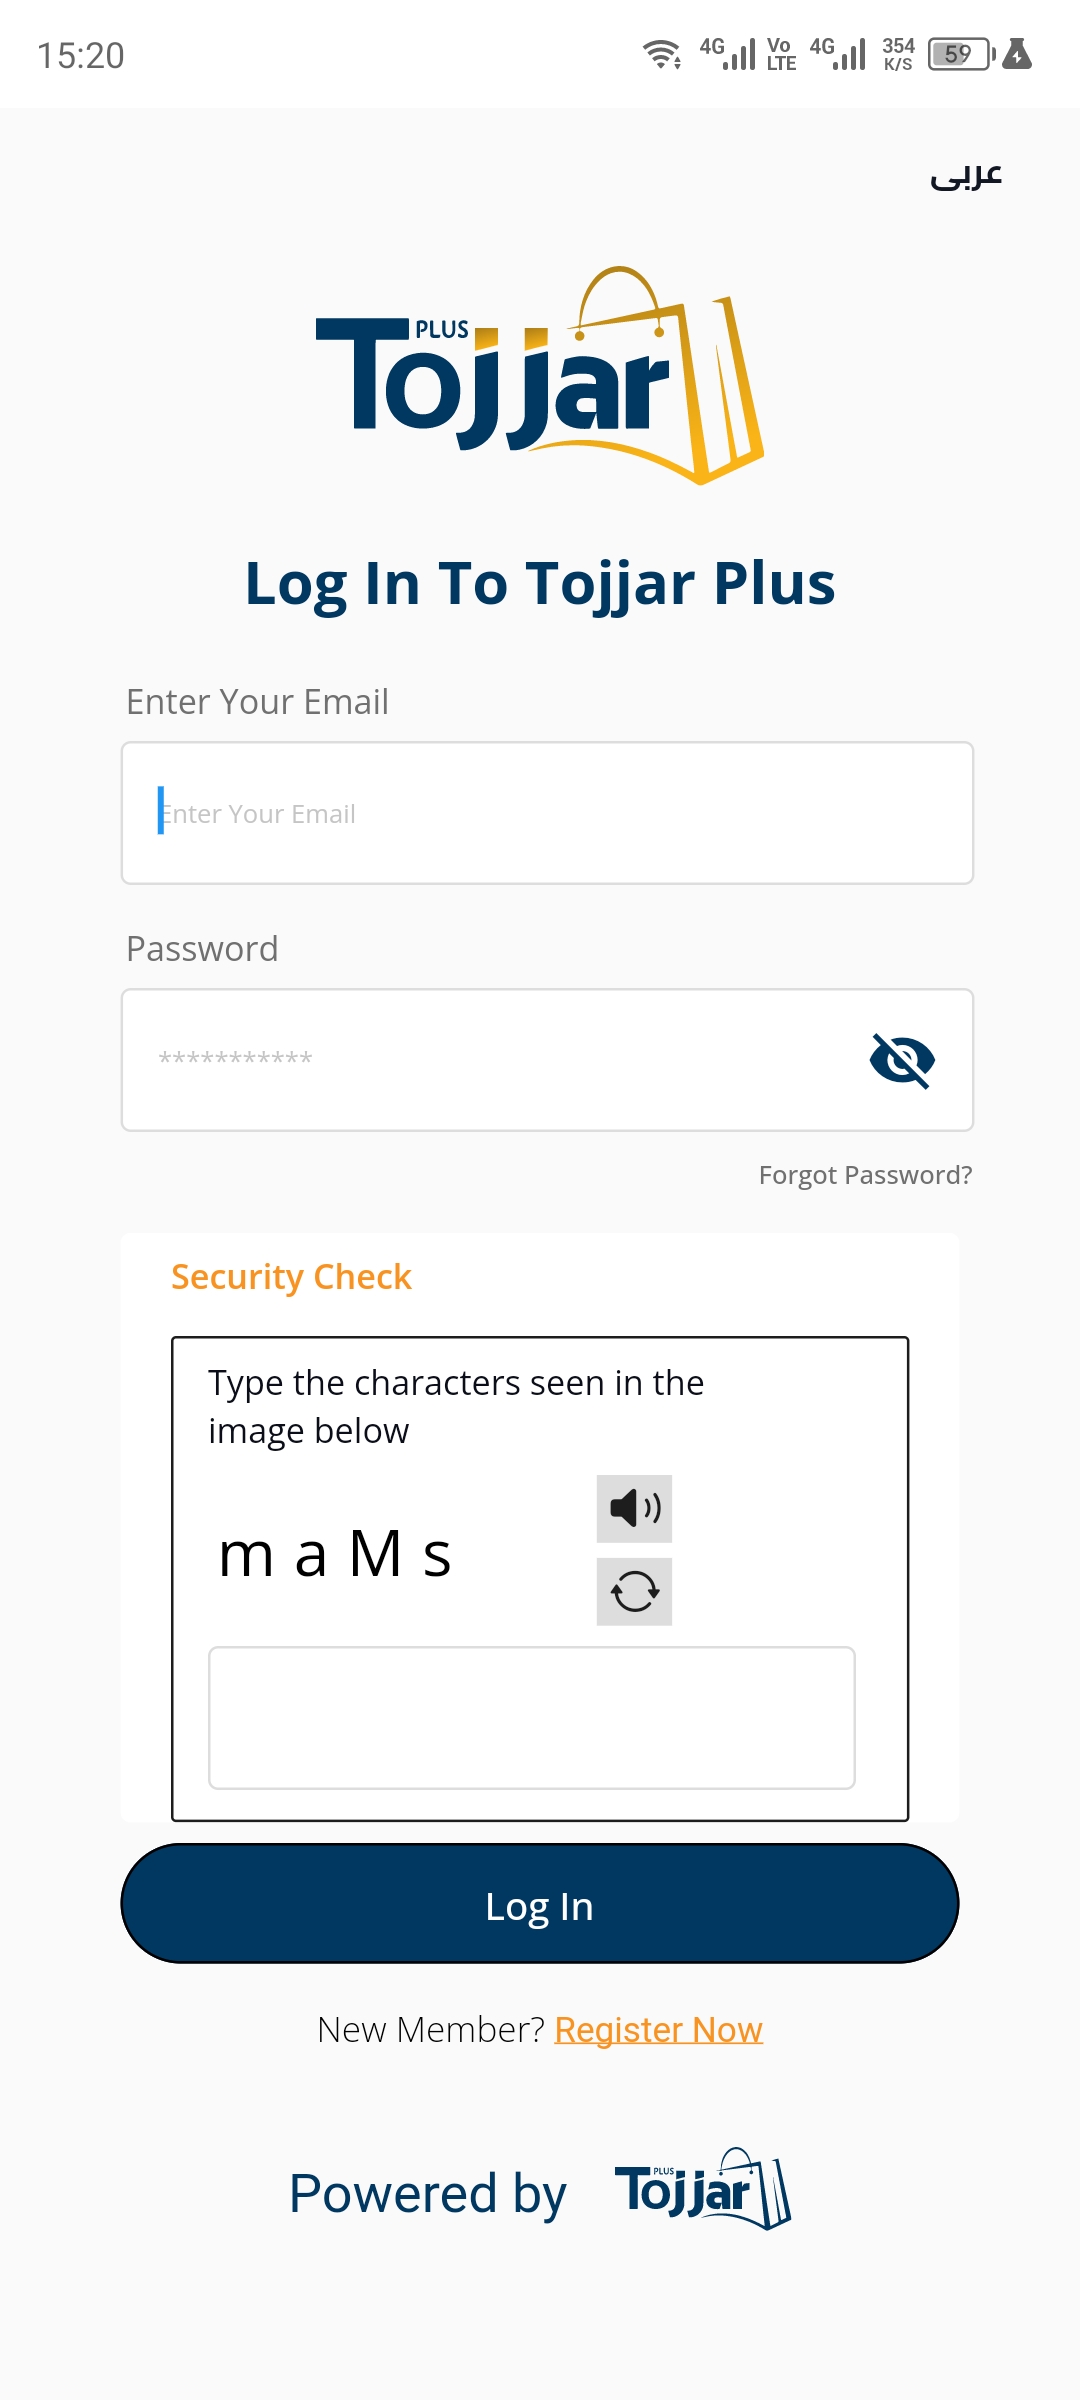 15:20
4G Vo LTE 4G 354 K/S 59
عربى
PLUS
Tojjar
Log In To Tojjar Plus
Enter Your Email
Enter Your Email
Password
***********
Forgot Password?
Security Check
Type the characters seen in the
image below
m a M s
Log In
New Member? Register Now
Powered by PLUS Tojjar